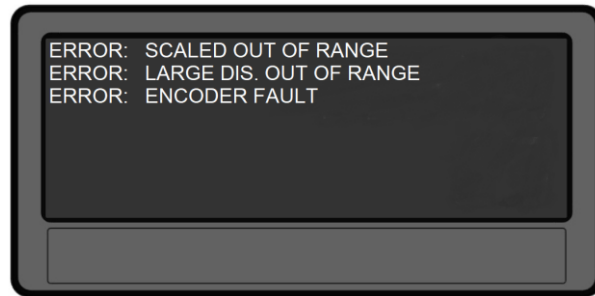 ERROR: SCALED OUT OF RANGE
ERROR: LARGE DIS. OUT OF RANGE
ERROR: ENCODER FAULT